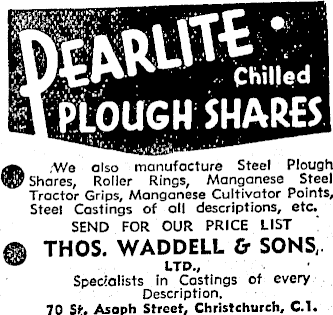 PEARLITE
Chilled
PLOUGH SHARES
We also manufacture Steel Plough
Shares, Roller Rings, Manganese Steel
Tractor Grips, Manganese Cultivator Points,
Steel Castings of all descriptions, etc.
SEND FOR OUR PRICE LIST
THOS. WADDELL & SONS,
LTD.,
Specialists in Castings of every
Description.
70 St. Asaph Street, Christchurch, C.1.